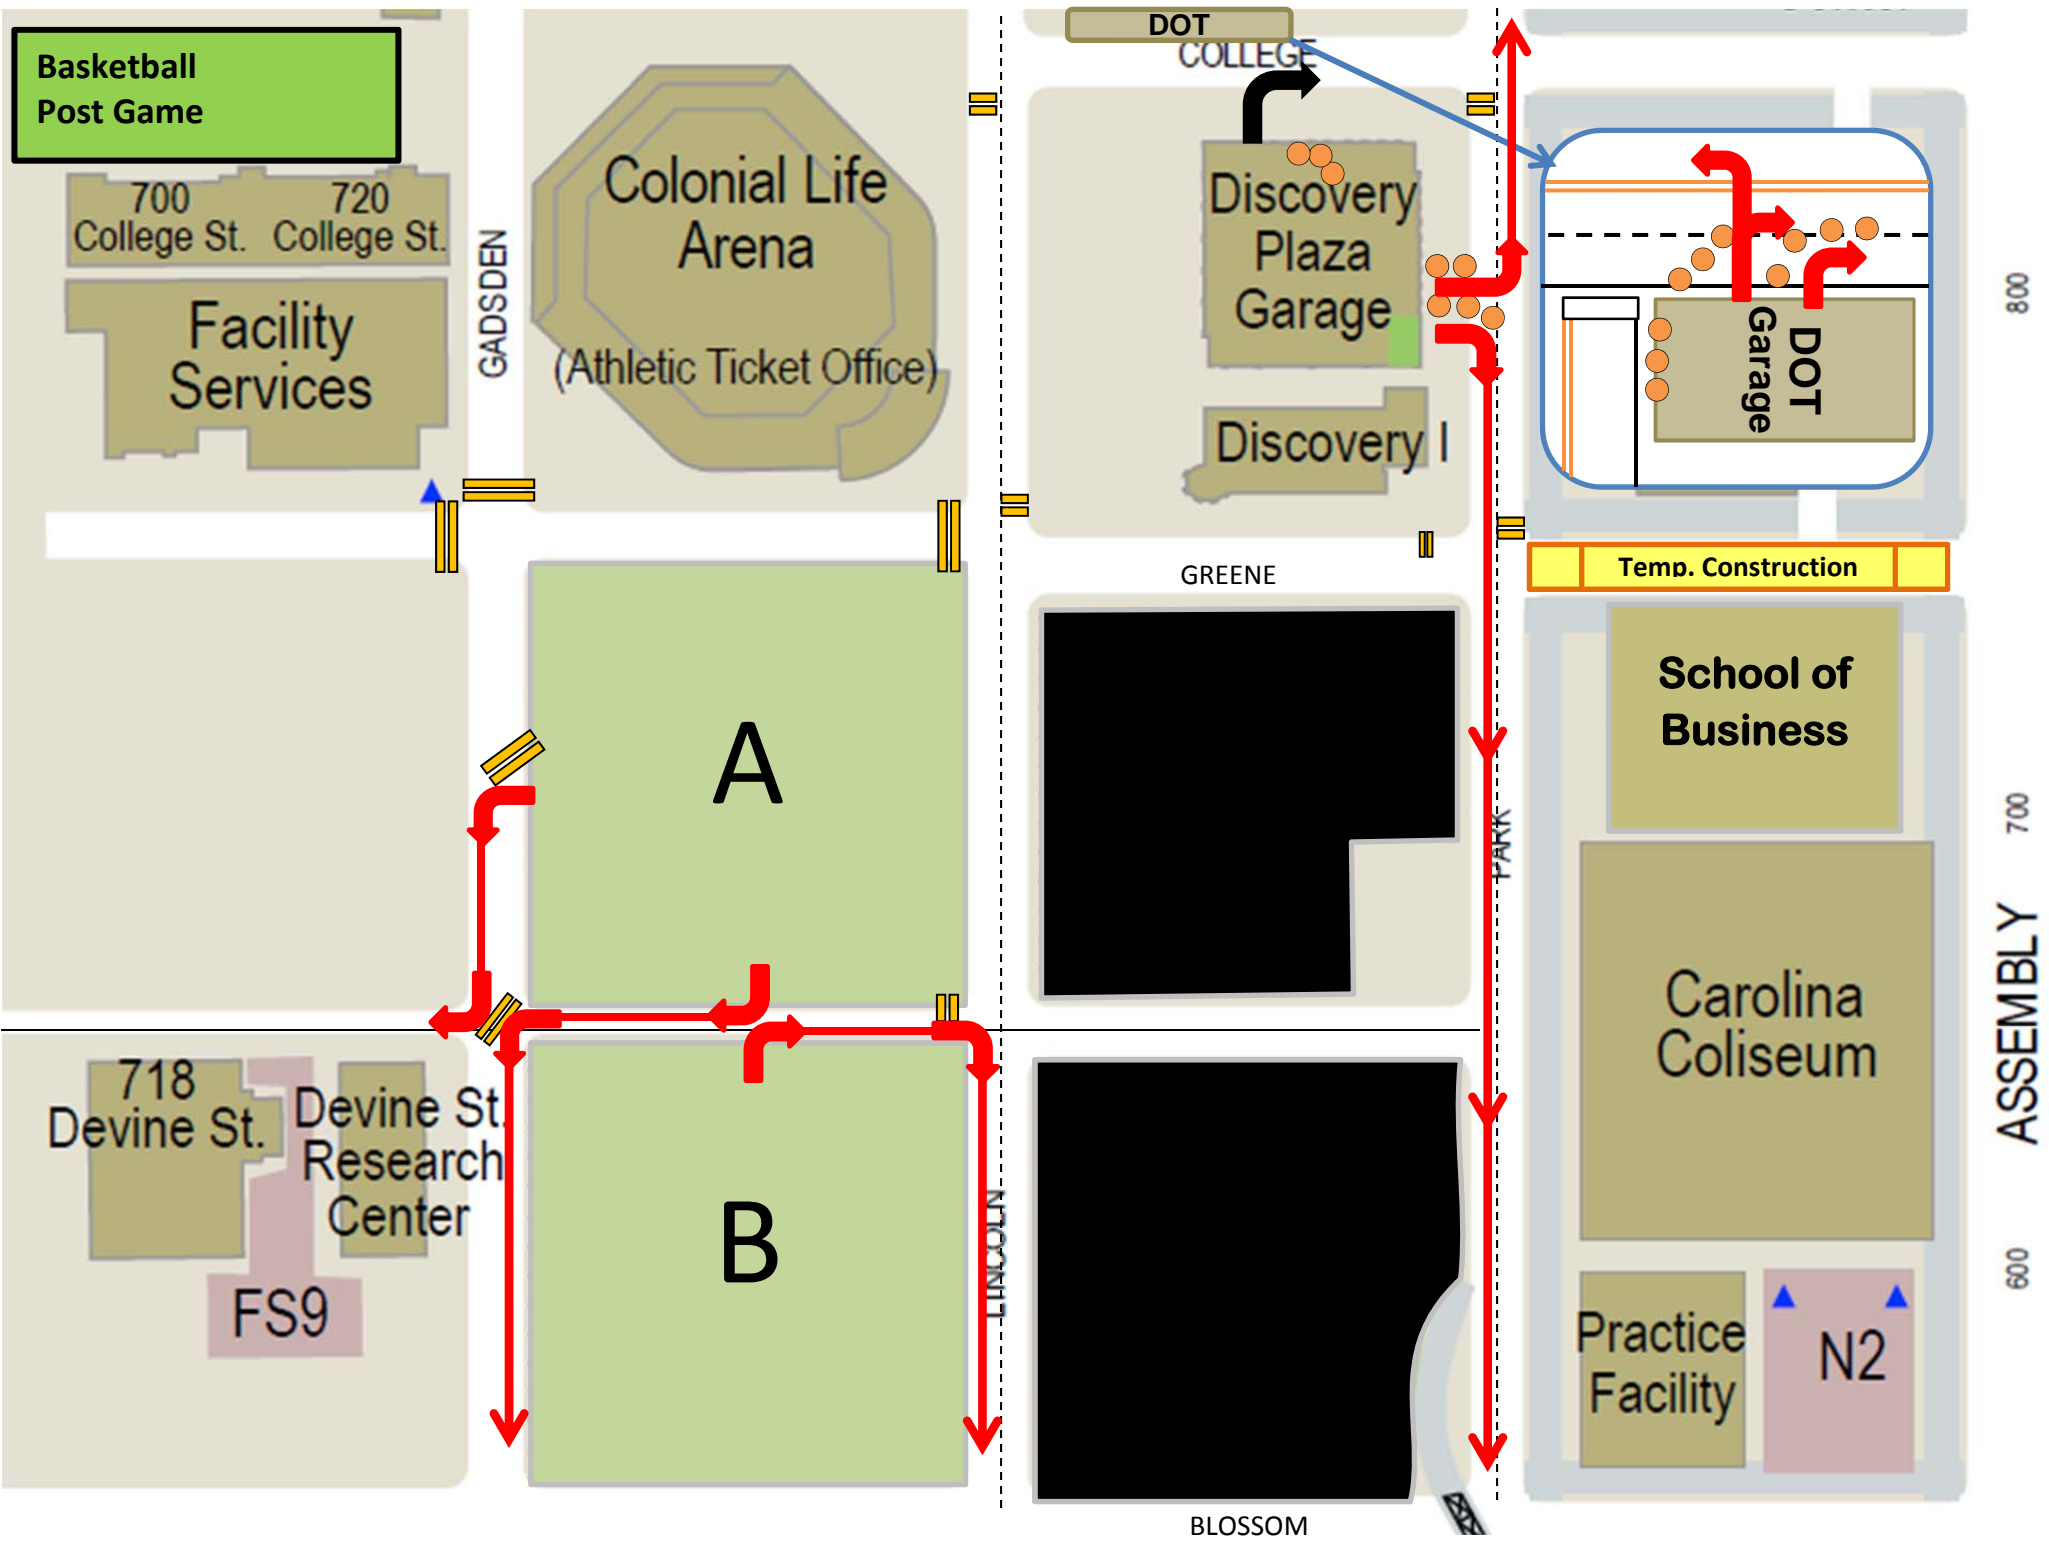 DOT
COLLEGE
Basketball
Post Game
700
College St.
720
College St.
Facility
Services
GADSDEN
Colonial Life
Arena
(Athletic Ticket Office)
Discovery
Plaza
Garage
Discovery I
DOT
Garage
800
GREENE
Temp. Construction
A
School of
Business
PARK
700
ASSEMBLY
Carolina
Coliseum
718
Devine St.
Devine St.
Research
Center
FS9
B
LINCOLN
600
Practice
Facility
N2
BLOSSOM